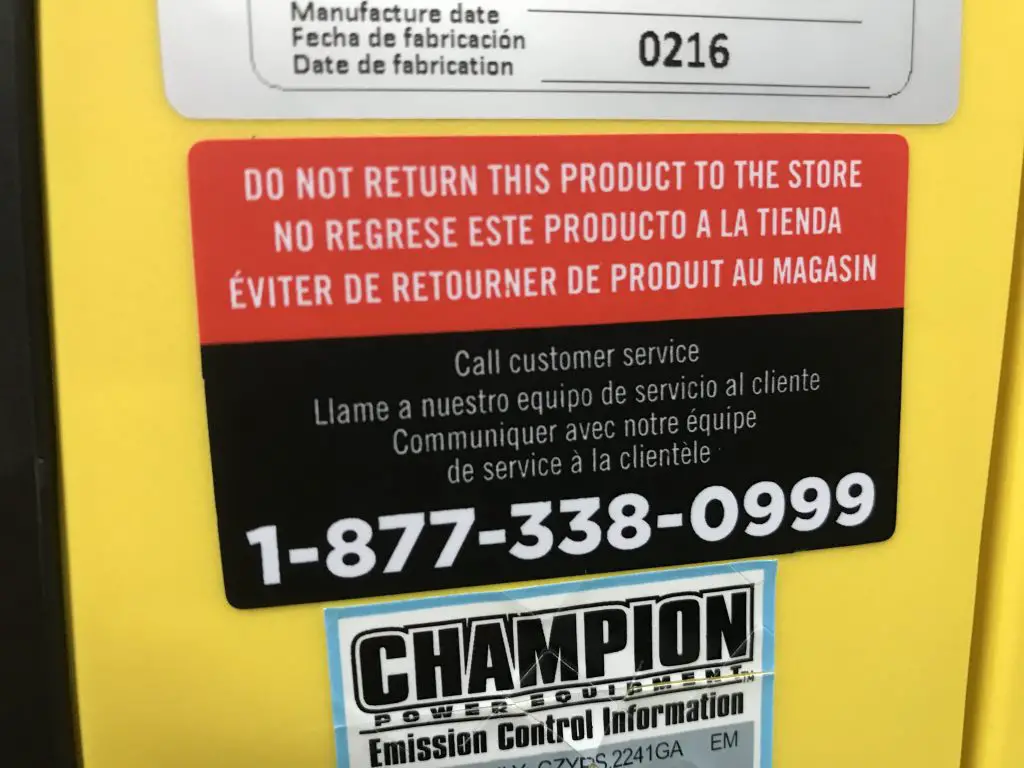 Manufacture date
Fecha de fabricación
Date de fabrication
0216
DO NOT RETURN THIS PRODUCT TO THE STORE
NO REGRESE ESTE PRODUCTO A LA TIENDA
ÉVITER DE RETOURNER DE PRODUIT AU MAGASIN
Call customer service
Llame a nuestro equipo de servicio al cliente
Communiquer avec notre équipe
de service à la clientèle
1-877-338-0999
CHAMPION
POWER EQUIPMENT™
Emission Control Information
EM